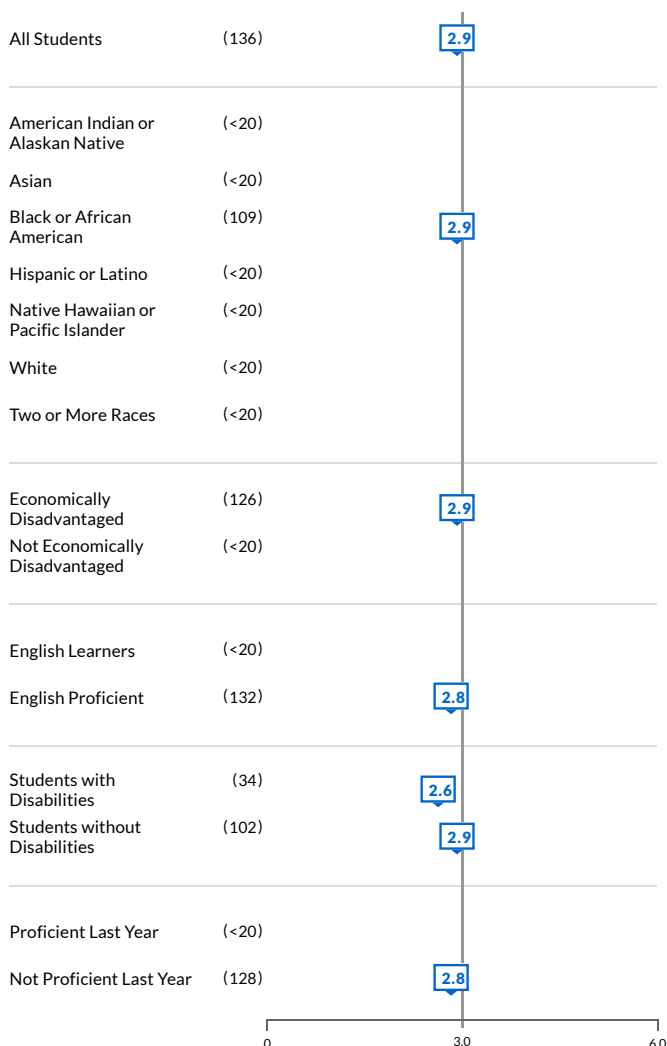 All Students (136) 2.9
American Indian or
Alaskan Native (<20)
Asian (<20)
Black or African
American (109) 2.9
Hispanic or Latino (<20)
Native Hawaiian or
Pacific Islander (<20)
White (<20)
Two or More Races (<20)
Economically
Disadvantaged (126) 2.9
Not Economically
Disadvantaged (<20)
English Learners (<20)
English Proficient (132) 2.8
Students with
Disabilities (34) 2.6
Students without
Disabilities (102) 2.9
Proficient Last Year (<20)
Not Proficient Last Year (128) 2.8
0 3.0 6.0